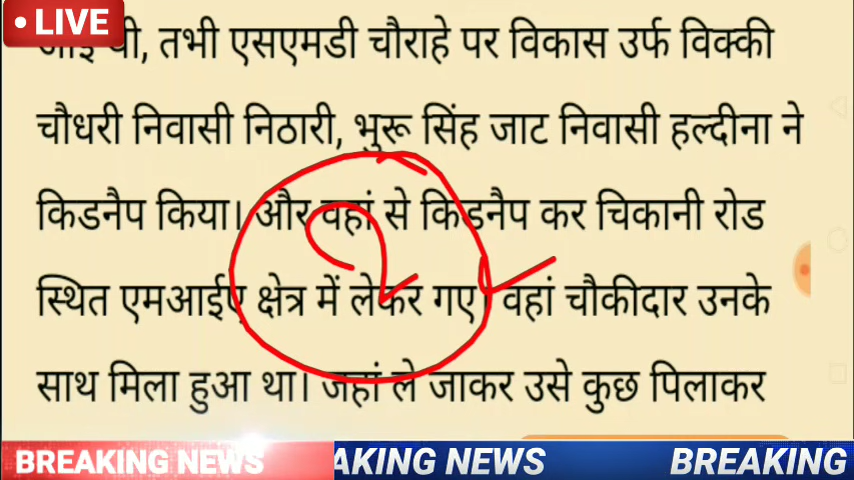 LIVE
वी, तभी एसएमडी चौराहे पर विकास उर्फ विक्की
चौधरी निवासी निठारी, भुरू सिंह जाट निवासी हल्दीना ने
किडनैप किया। और वहां से किडनैप कर चिकानी रोड
स्थित एमआईए क्षेत्र में लेकर गए। वहां चौकीदार उनके
साथ मिला हुआ था। जहां ले जाकर उसे कुछ पिलाकर
BREAKING NEWS AKING NEWS BREAKING